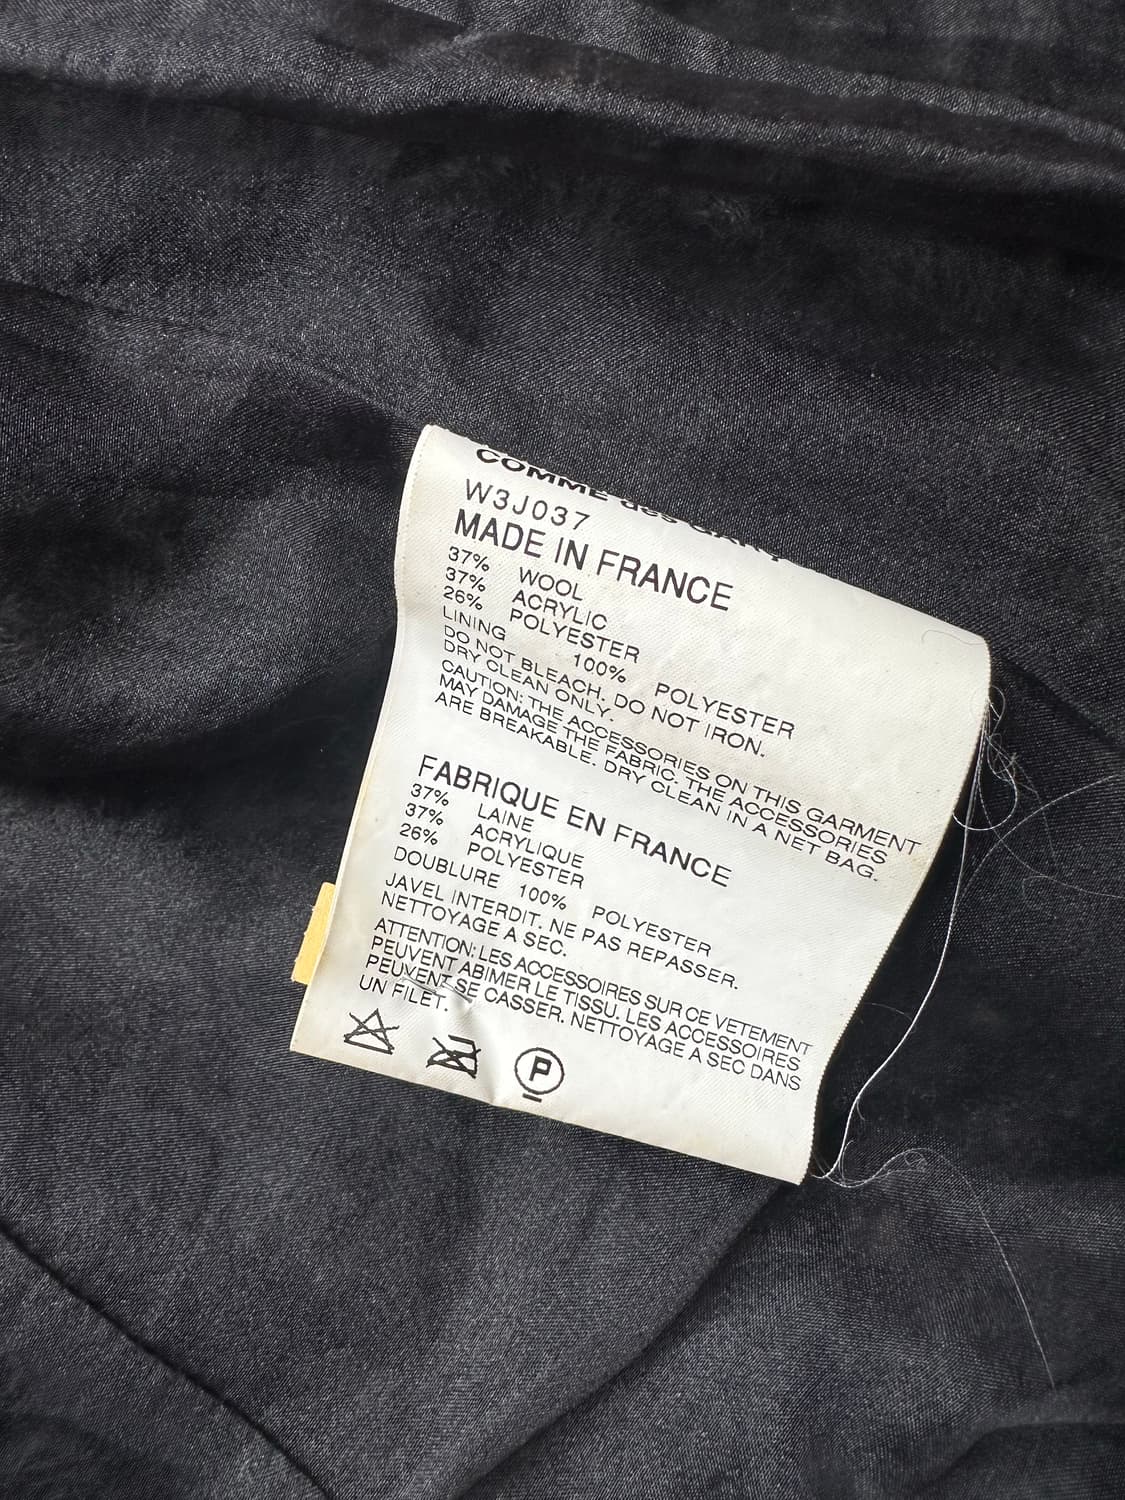 COMME des GAR
W3J037
MADE IN FRANCE
37% WOOL
37% ACRYLIC
26% POLYESTER
LINING 100% POLYESTER
DO NOT BLEACH. DO NOT IRON.
DRY CLEAN ONLY.
CAUTION: THE ACCESSORIES ON THIS GARMENT
MAY DAMAGE THE FABRIC. THE ACCESSORIES
ARE BREAKABLE. DRY CLEAN IN A NET BAG.
FABRIQUE EN FRANCE
37% LAINE
37% ACRYLIQUE
26% POLYESTER
DOUBLURE 100% POLYESTER
JAVEL INTERDIT. NE PAS REPASSER.
NETTOYAGE A SEC.
ATTENTION: LES ACCESSOIRES SUR CE VETEMENT
PEUVENT ABIMER LE TISSU. LES ACCESSOIRES
PEUVENT SE CASSER. NETTOYAGE A SEC DANS
UN FILET.
P